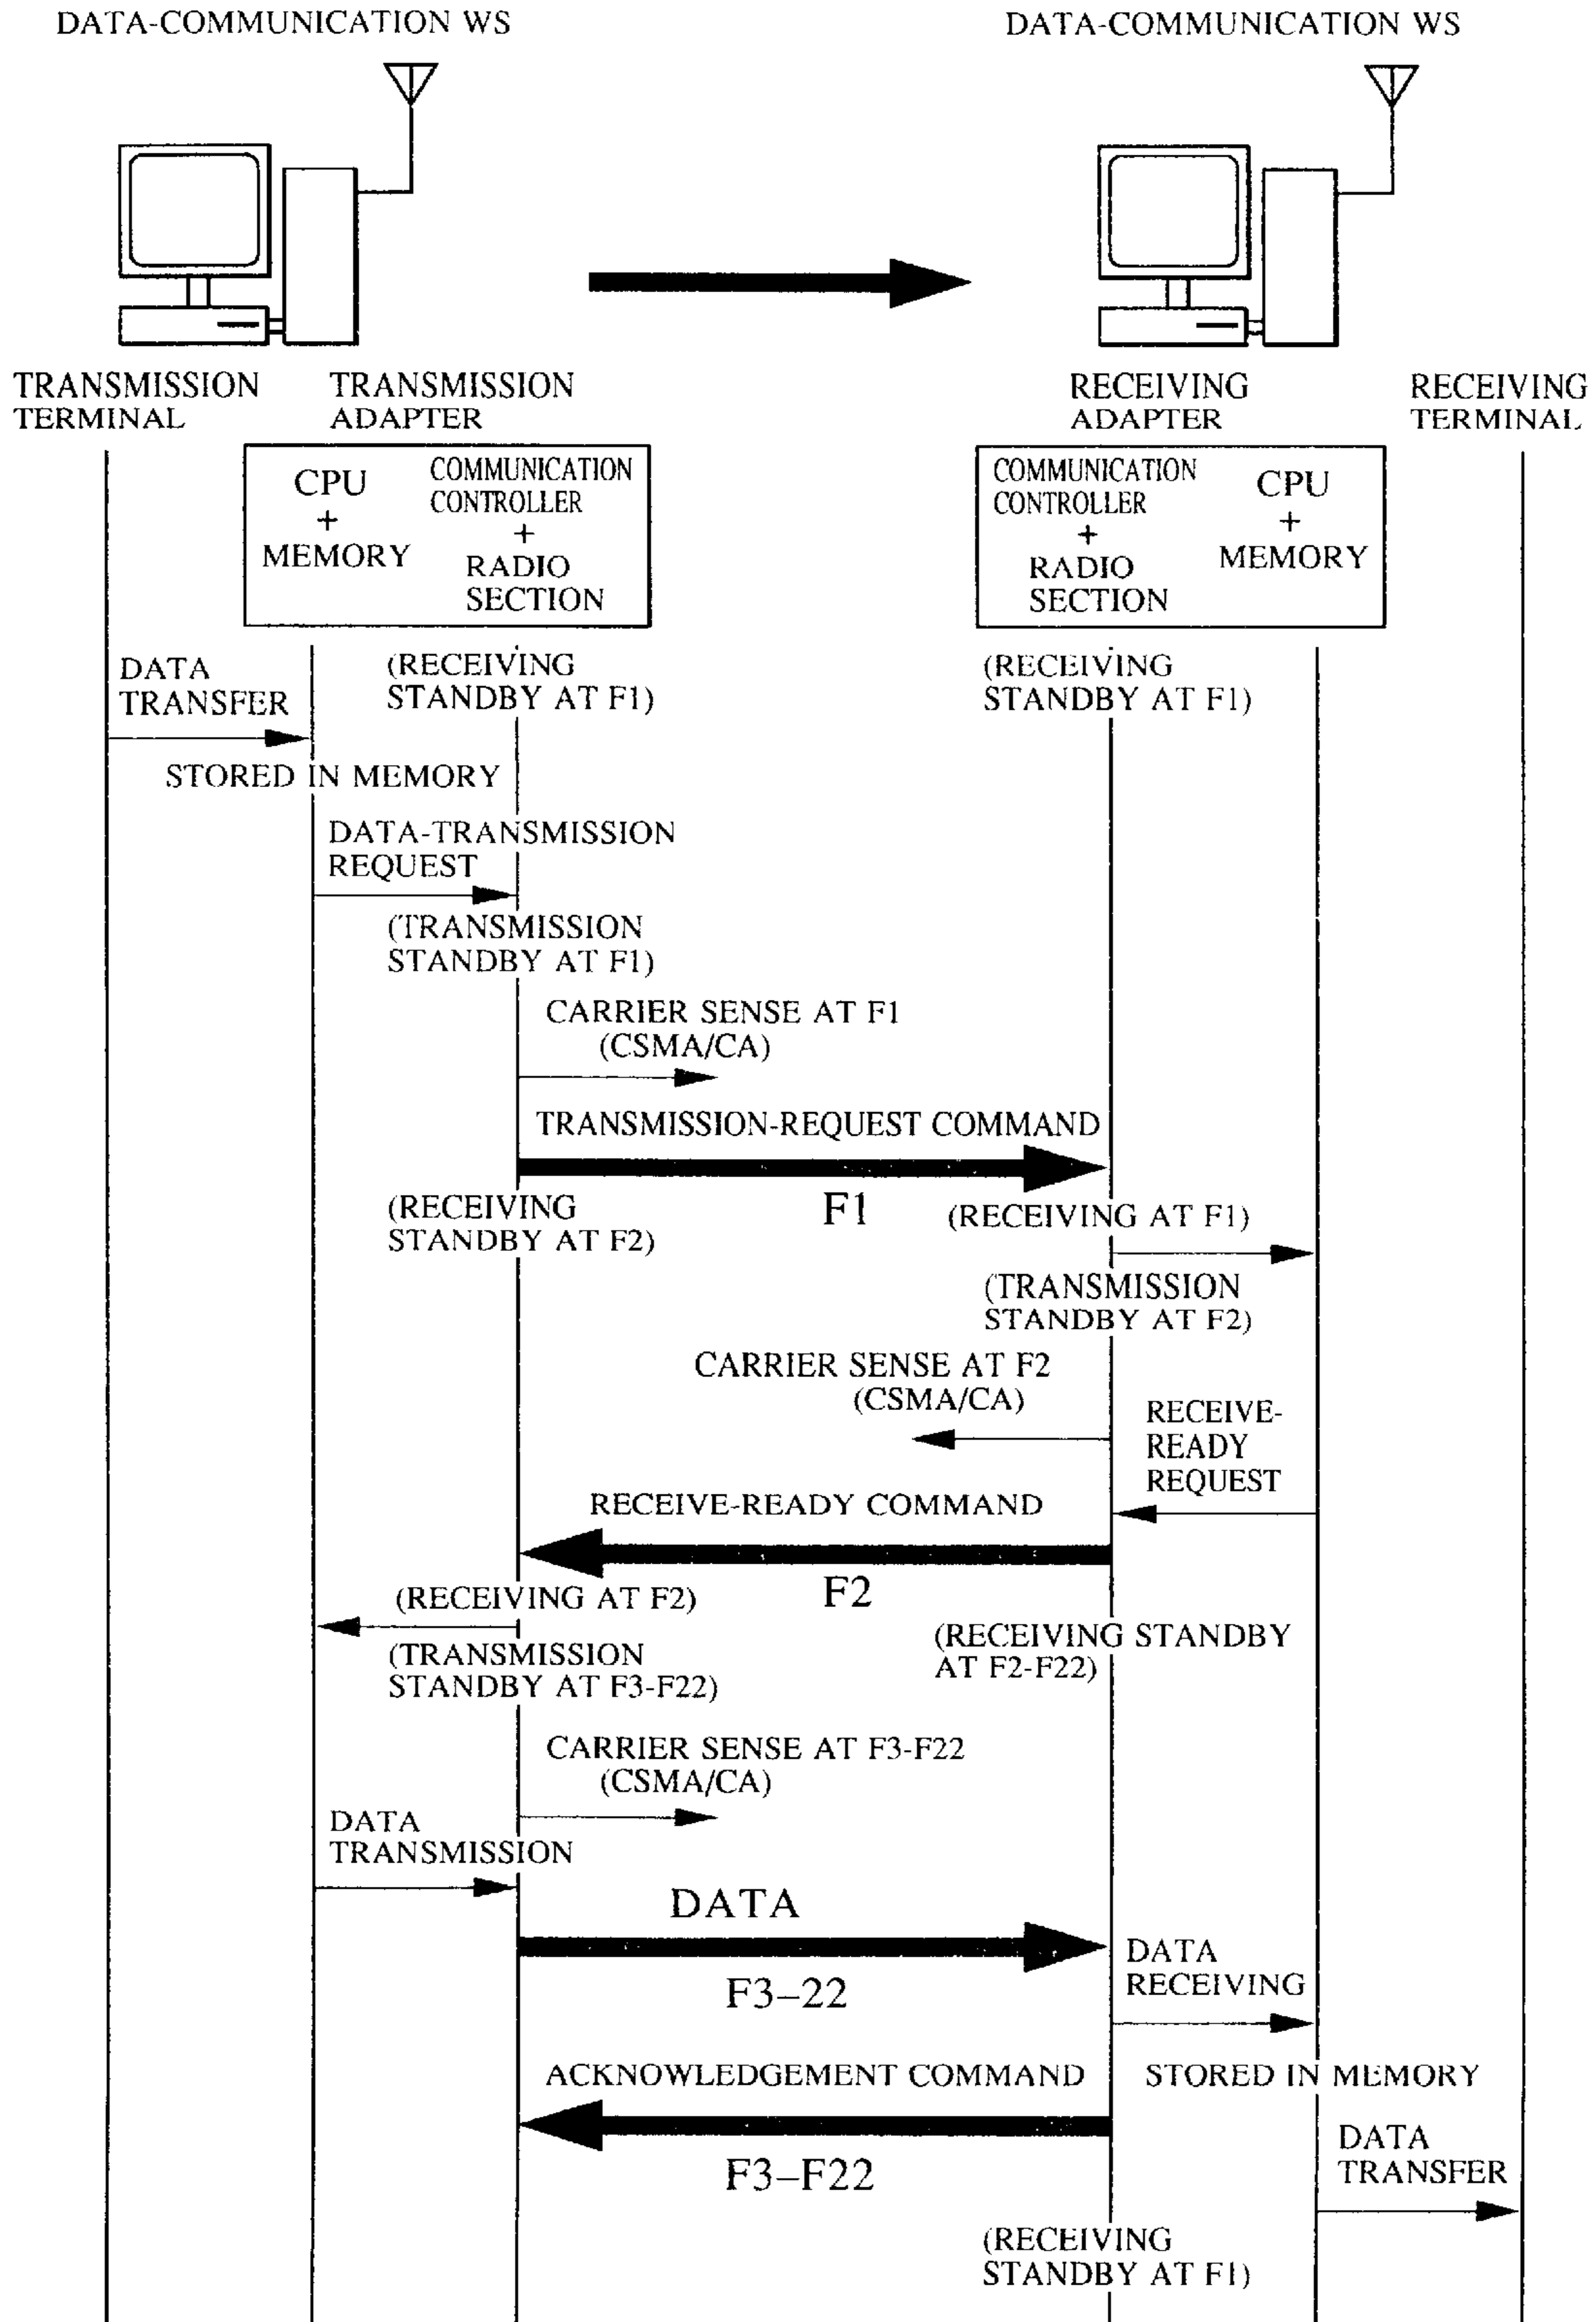 DATA-COMMUNICATION WS
DATA-COMMUNICATION WS
TRANSMISSION
TERMINAL
TRANSMISSION
ADAPTER
RECEIVING
ADAPTER
RECEIVING
TERMINAL
CPU
+
MEMORY
COMMUNICATION
CONTROLLER
+
RADIO
SECTION
COMMUNICATION
CONTROLLER
+
RADIO
SECTION
CPU
+
MEMORY
DATA
TRANSFER
(RECEIVING
STANDBY AT F1)
(RECEIVING
STANDBY AT F1)
STORED IN MEMORY
DATA-TRANSMISSION
REQUEST
(TRANSMISSION
STANDBY AT F1)
CARRIER SENSE AT F1
(CSMA/CA)
TRANSMISSION-REQUEST COMMAND
F1
(RECEIVING
STANDBY AT F2)
(RECEIVING AT F1)
(TRANSMISSION
STANDBY AT F2)
CARRIER SENSE AT F2
(CSMA/CA)
RECEIVE-
READY
REQUEST
RECEIVE-READY COMMAND
F2
(RECEIVING AT F2)
(TRANSMISSION
STANDBY AT F3-F22)
(RECEIVING STANDBY
AT F2-F22)
CARRIER SENSE AT F3-F22
(CSMA/CA)
DATA
TRANSMISSION
DATA
F3–22
DATA
RECEIVING
ACKNOWLEDGEMENT COMMAND
STORED IN MEMORY
F3–F22
DATA
TRANSFER
(RECEIVING
STANDBY AT F1)